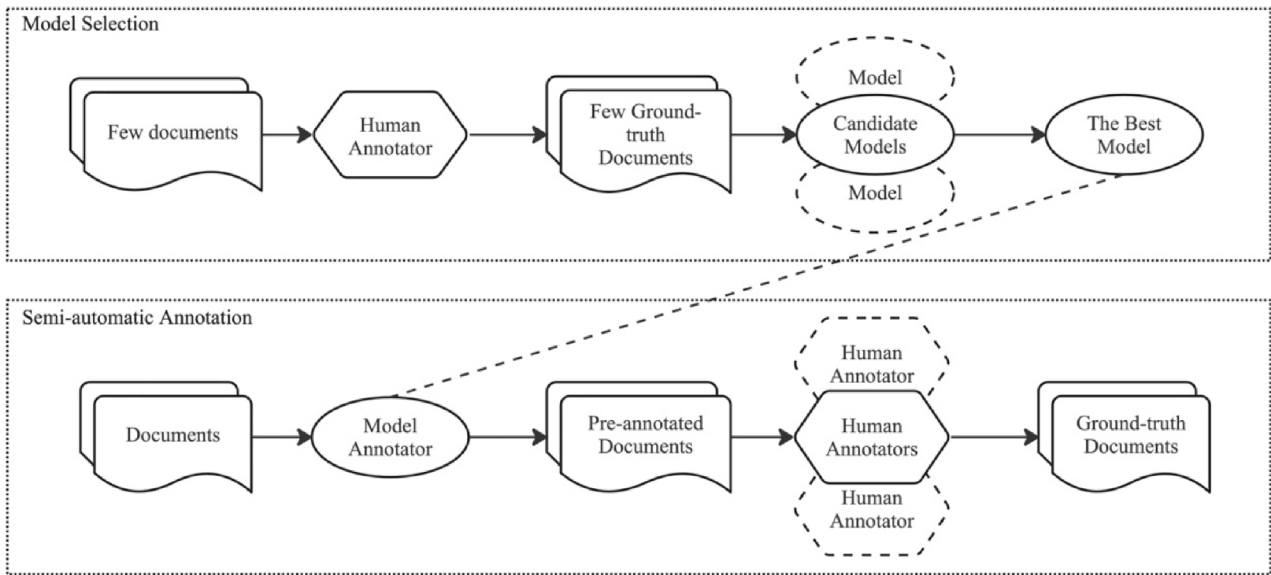 Model Selection
Few documents
Human
Annotator
Few Ground-
truth
Documents
Model
Candidate
Models
Model
The Best
Model
Semi-automatic Annotation
Documents
Model
Annotator
Pre-annotated
Documents
Human
Annotator
Human
Annotators
Human
Annotator
Ground-truth
Documents